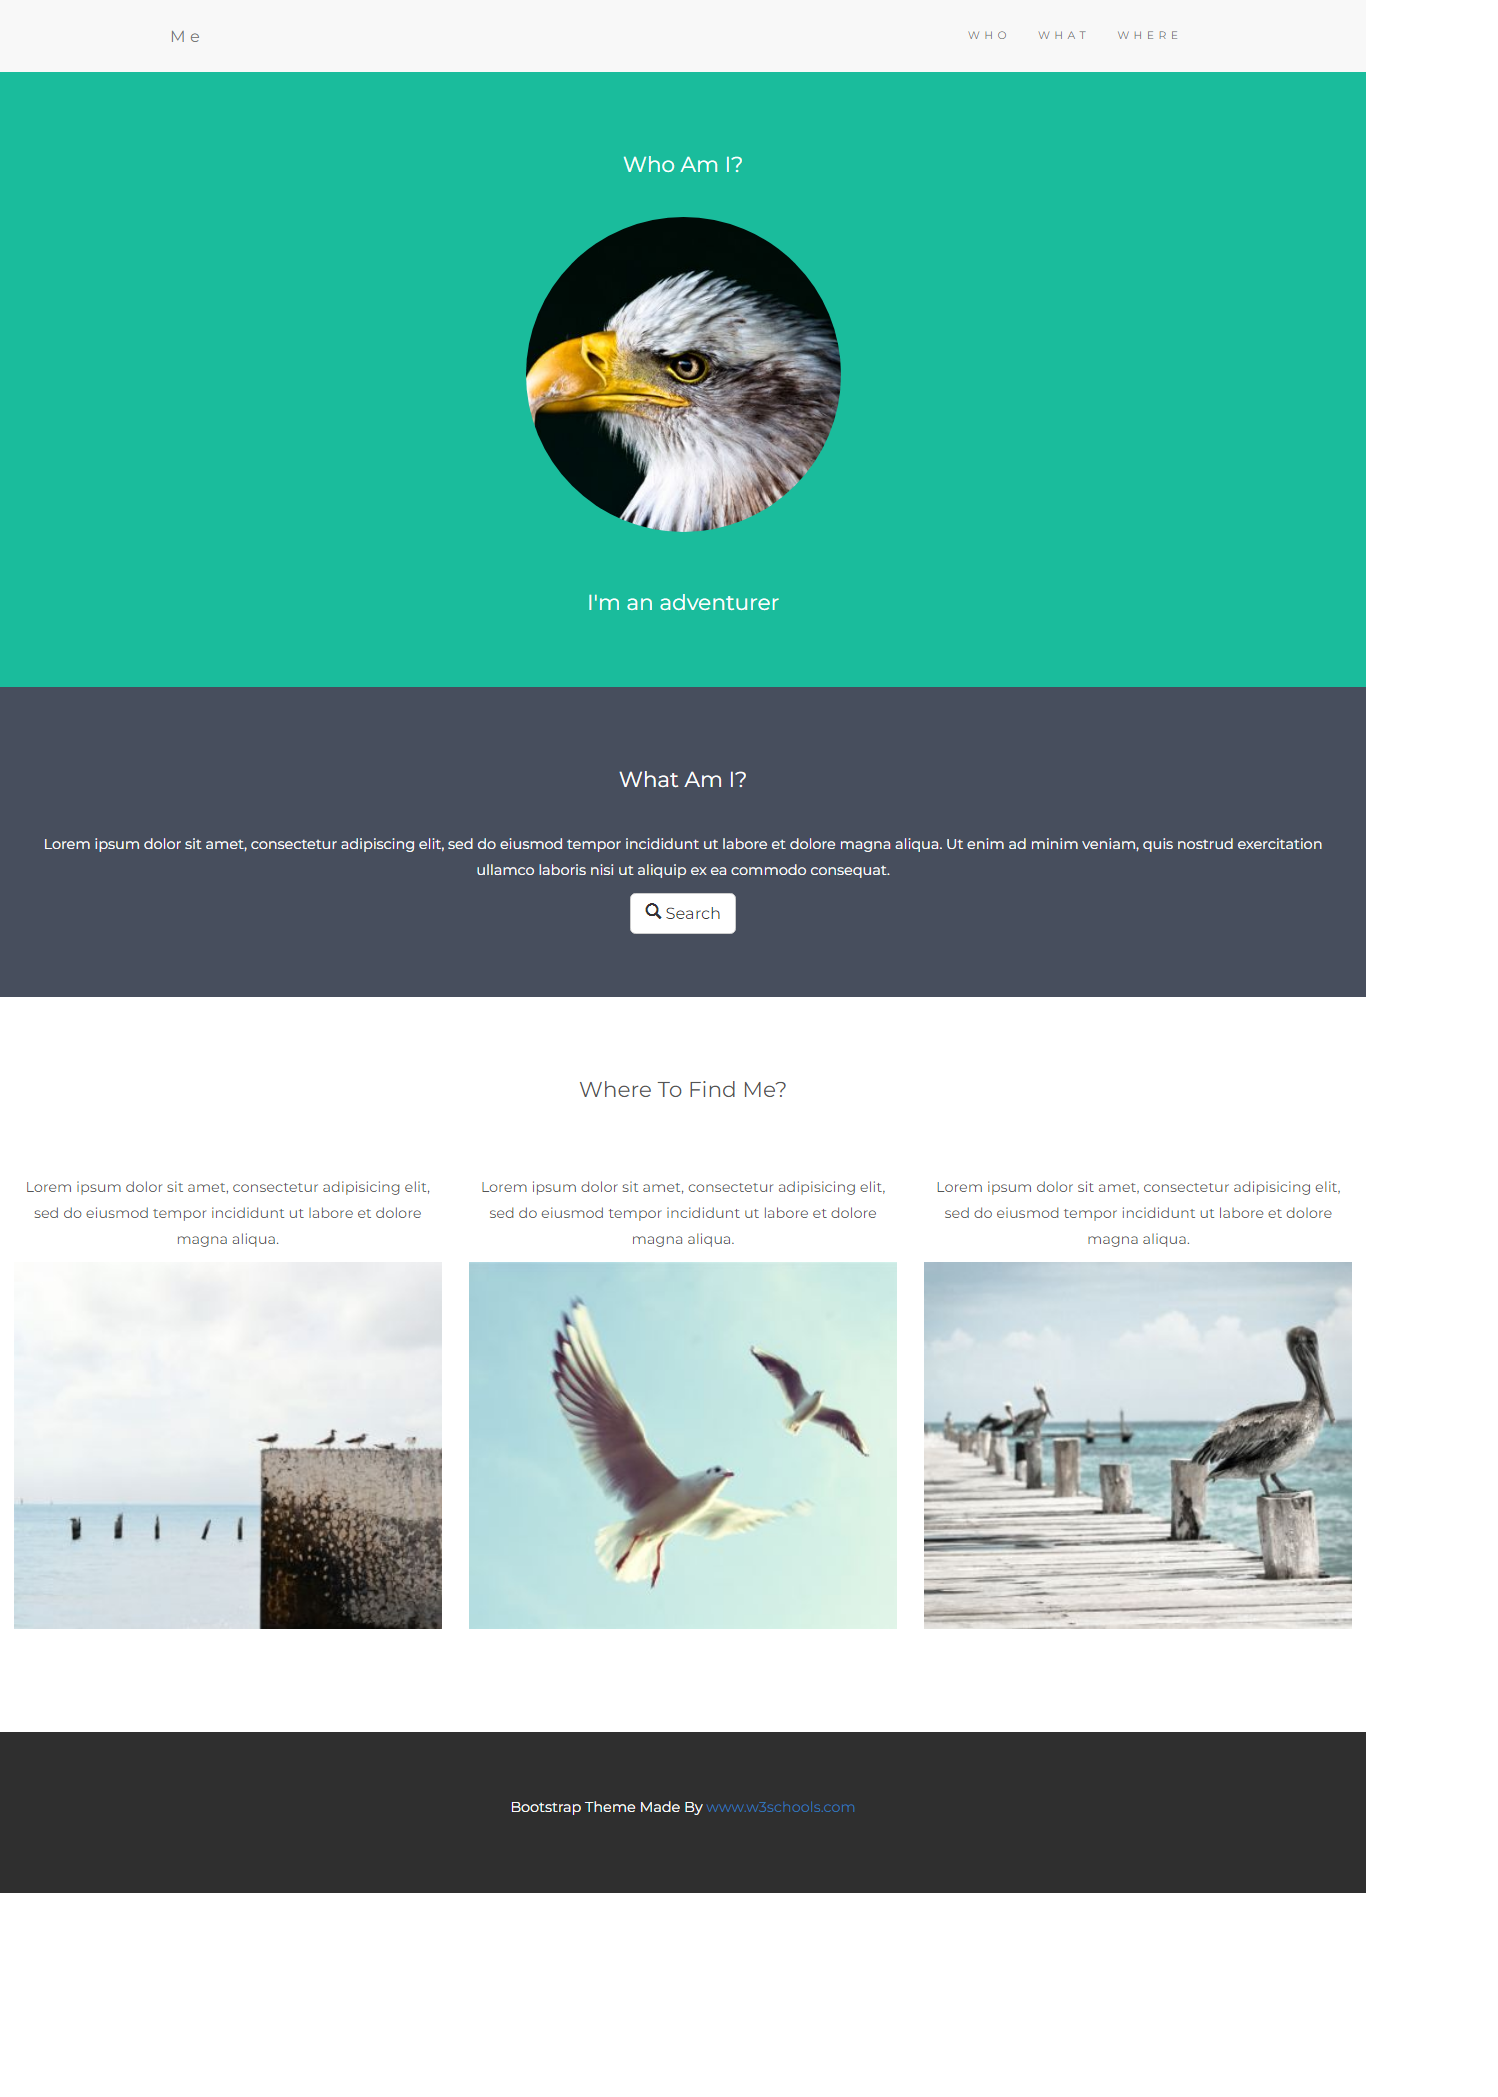 Me
WHO WHAT WHERE
Who Am I?
I'm an adventurer
What Am I?
Lorem ipsum dolor sit amet, consectetur adipiscing elit, sed do eiusmod tempor incididunt ut labore et dolore magna aliqua. Ut enim ad minim veniam, quis nostrud exercitation
ullamco laboris nisi ut aliquip ex ea commodo consequat.
Search
Where To Find Me?
Lorem ipsum dolor sit amet, consectetur adipisicing elit,
sed do eiusmod tempor incididunt ut labore et dolore
magna aliqua.
Lorem ipsum dolor sit amet, consectetur adipisicing elit,
sed do eiusmod tempor incididunt ut labore et dolore
magna aliqua.
Lorem ipsum dolor sit amet, consectetur adipisicing elit,
sed do eiusmod tempor incididunt ut labore et dolore
magna aliqua.
Bootstrap Theme Made By www.w3schools.com